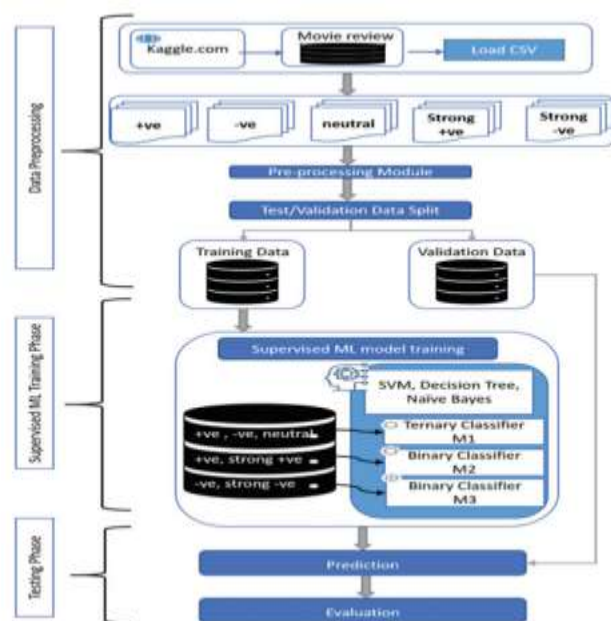 Data Preprocessing
Kaggle.com
Movie review
Load CSV
+ve
-ve
neutral
Strong
+ve
Strong
-ve
Pre-processing Module
Test/Validation Data Split
Training Data
Validation Data
Supervised ML Training Phase
Supervised ML model training
SVM, Decision Tree,
Naïve Bayes
+ve , -ve, neutral
Ternary Classifier
M1
+ve, strong +ve
Binary Classifier
M2
-ve, strong -ve
Binary Classifier
M3
Testing Phase
Prediction
Evaluation